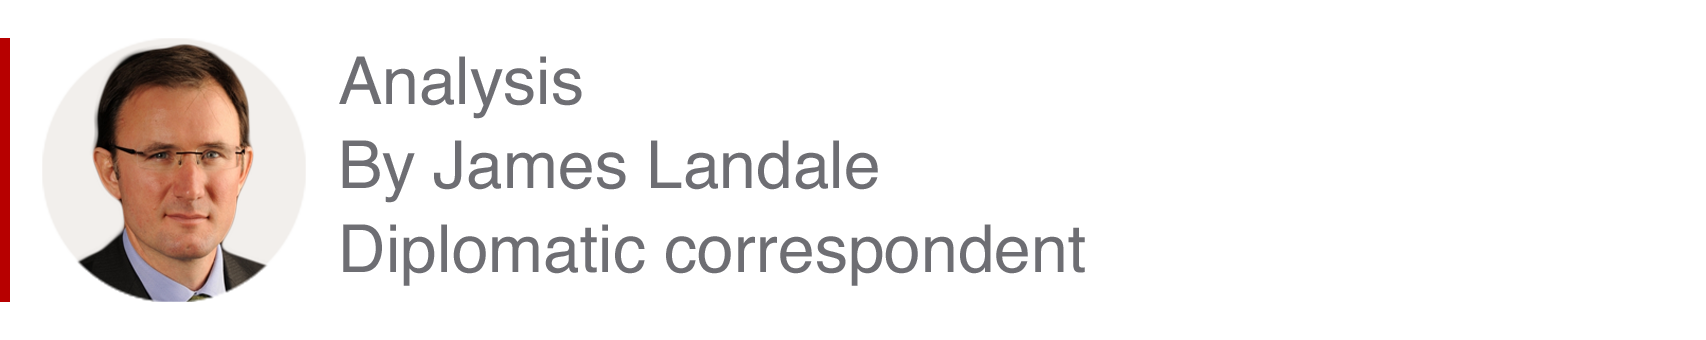 Analysis
By James Landale
Diplomatic correspondent